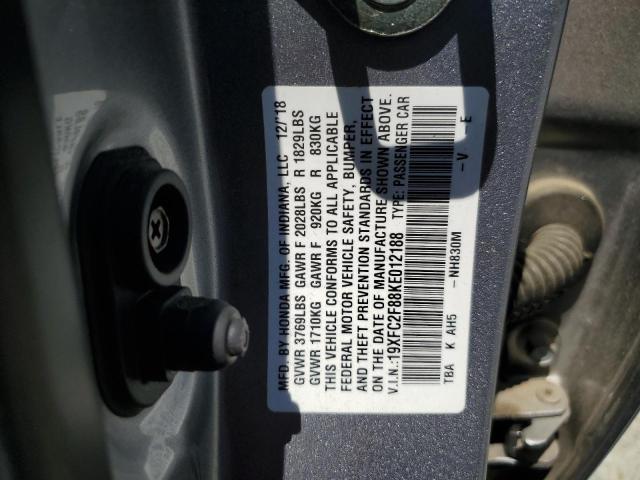 MFD. BY HONDA MFG. OF INDIANA, LLC 12/'18
GVWR 3769LBS GAWR F 2028LBS R 1829LBS
GVWR 1710KG GAWR F 920KG R 830KG
THIS VEHICLE CONFORMS TO ALL APPLICABLE
FEDERAL MOTOR VEHICLE SAFETY, BUMPER,
AND THEFT PREVENTION STANDARDS IN EFFECT
ON THE DATE OF MANUFACTURE SHOWN ABOVE.
V.I.N.:19XFC2F88KE012188 TYPE: PASSENGER CAR
TBA K AH5 -NH830M -V E